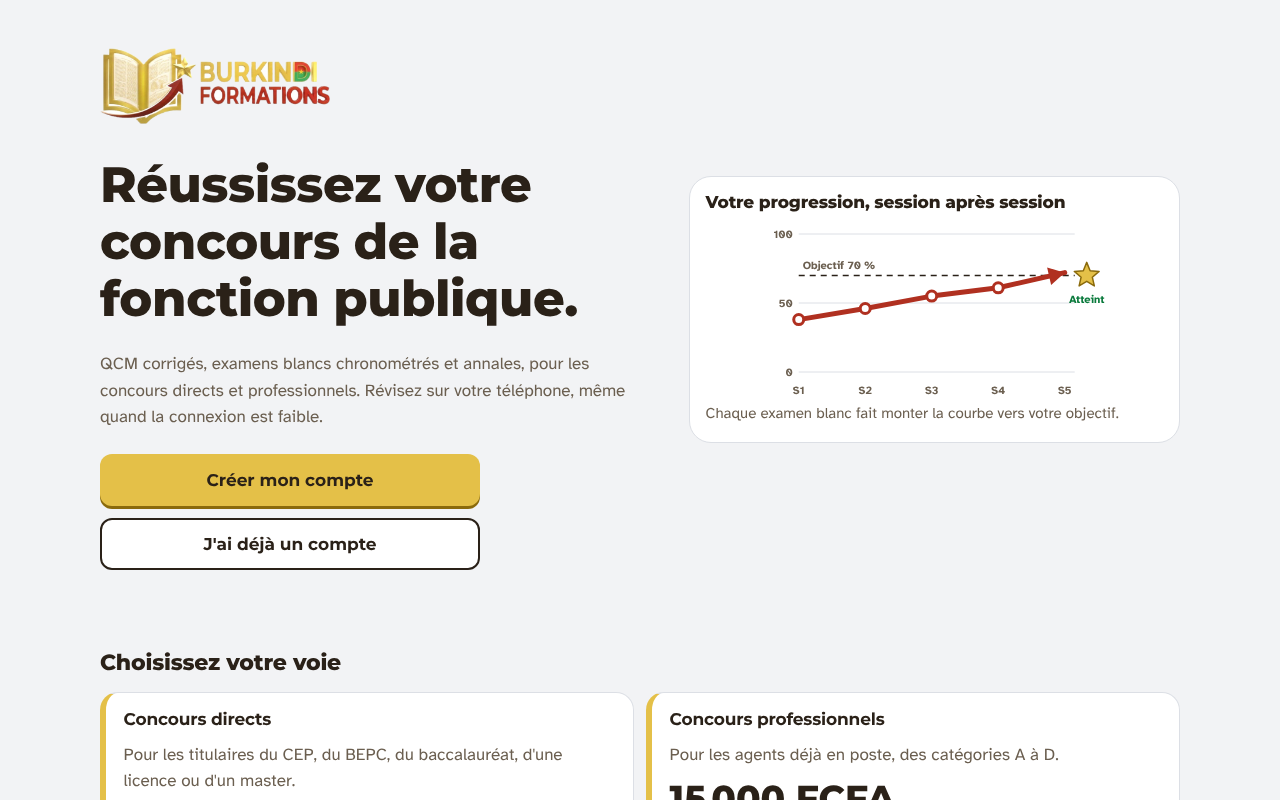 BURKINDI
FORMATIONS
Réussissez votre
concours de la
fonction publique.
QCM corrigés, examens blancs chronométrés et annales, pour les
concours directs et professionnels. Révisez sur votre téléphone, même
quand la connexion est faible.
Créer mon compte
J'ai déjà un compte
Votre progression, session après session
100
Objectif 70 %
50
Atteint
0
S1 S2 S3 S4 S5
Chaque examen blanc fait monter la courbe vers votre objectif.
Choisissez votre voie
Concours directs
Pour les titulaires du CEP, du BEPC, du baccalauréat, d'une
licence ou d'un master.
Concours professionnels
Pour les agents déjà en poste, des catégories A à D.
15 000 FCFA